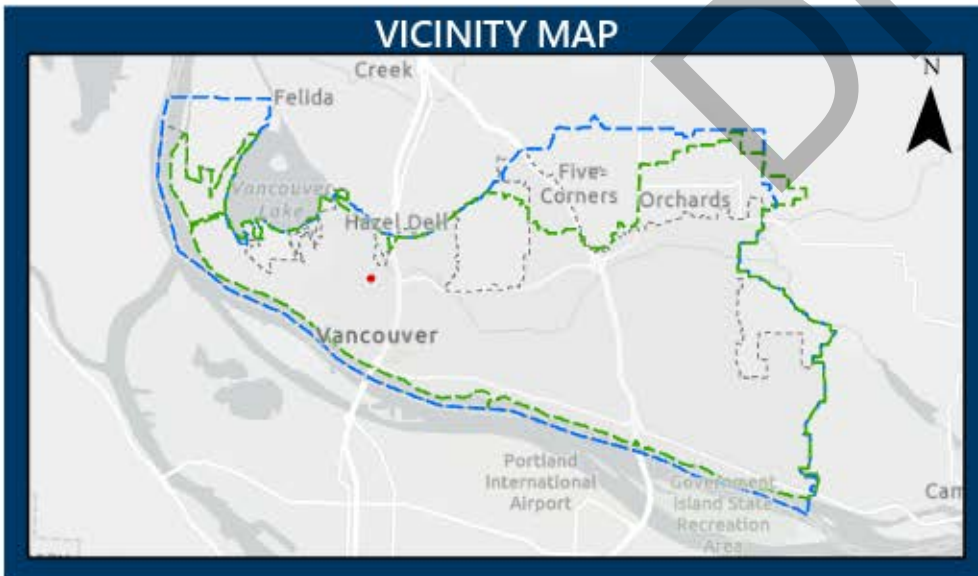 VICINITY MAP
Creek
N
Felida
Vancouver
Lake
Five
Corners
Orchards
Hazel Dell
Vancouver
Portland
International
Airport
Government
Island State
Recreation
Area
Cam